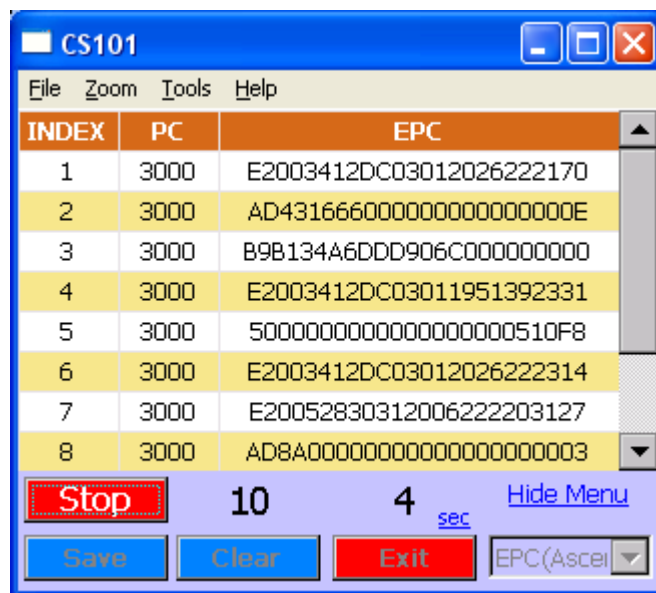 CS101
File Zoom Tools Help
INDEX PC EPC
1 3000 E2003412DC03012026222170
2 3000 AD431666000000000000000E
3 3000 B9B134A6DDD906C000000000
4 3000 E2003412DC03011951392331
5 3000 5000000000000000000510F8
6 3000 E2003412DC03012026222314
7 3000 E20052830312006222203127
8 3000 AD8A00000000000000000003
Stop 10 4 sec Hide Menu
Save Clear Exit EPC(Ascei